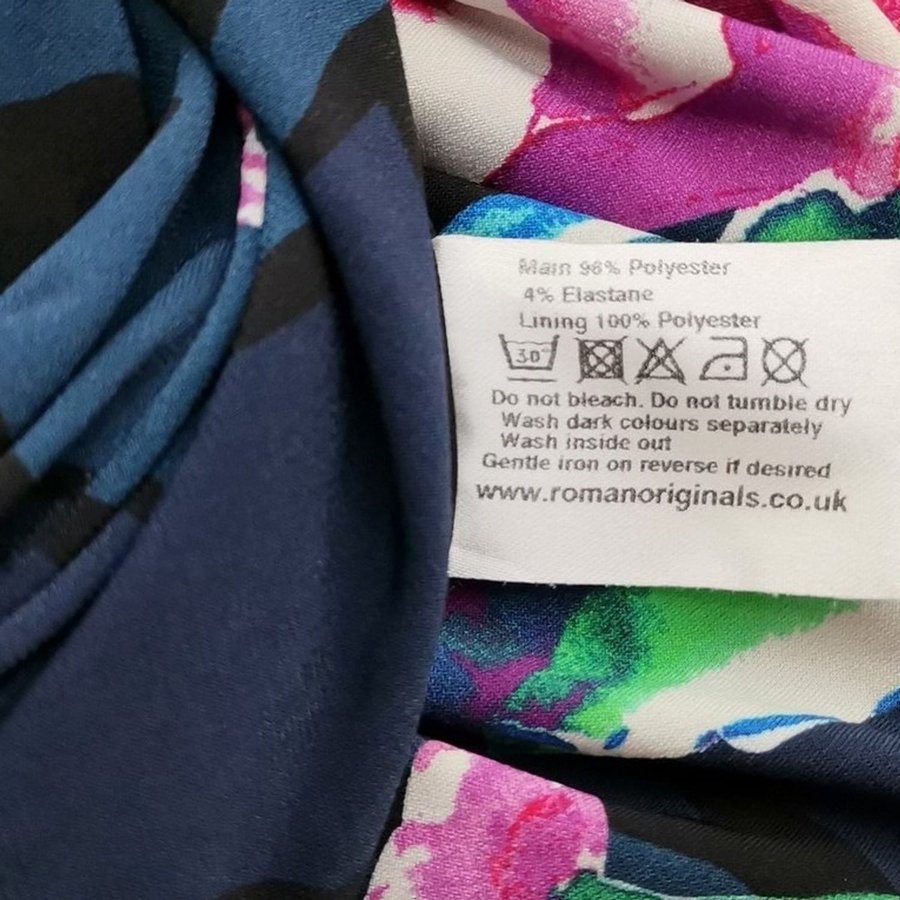 Main 96% Polyester
4% Elastane
Lining 100% Polyester
30°
Do not bleach. Do not tumble dry
Wash dark colours separately
Wash inside out
Gentle iron on reverse if desired
www.romanoriginals.co.uk